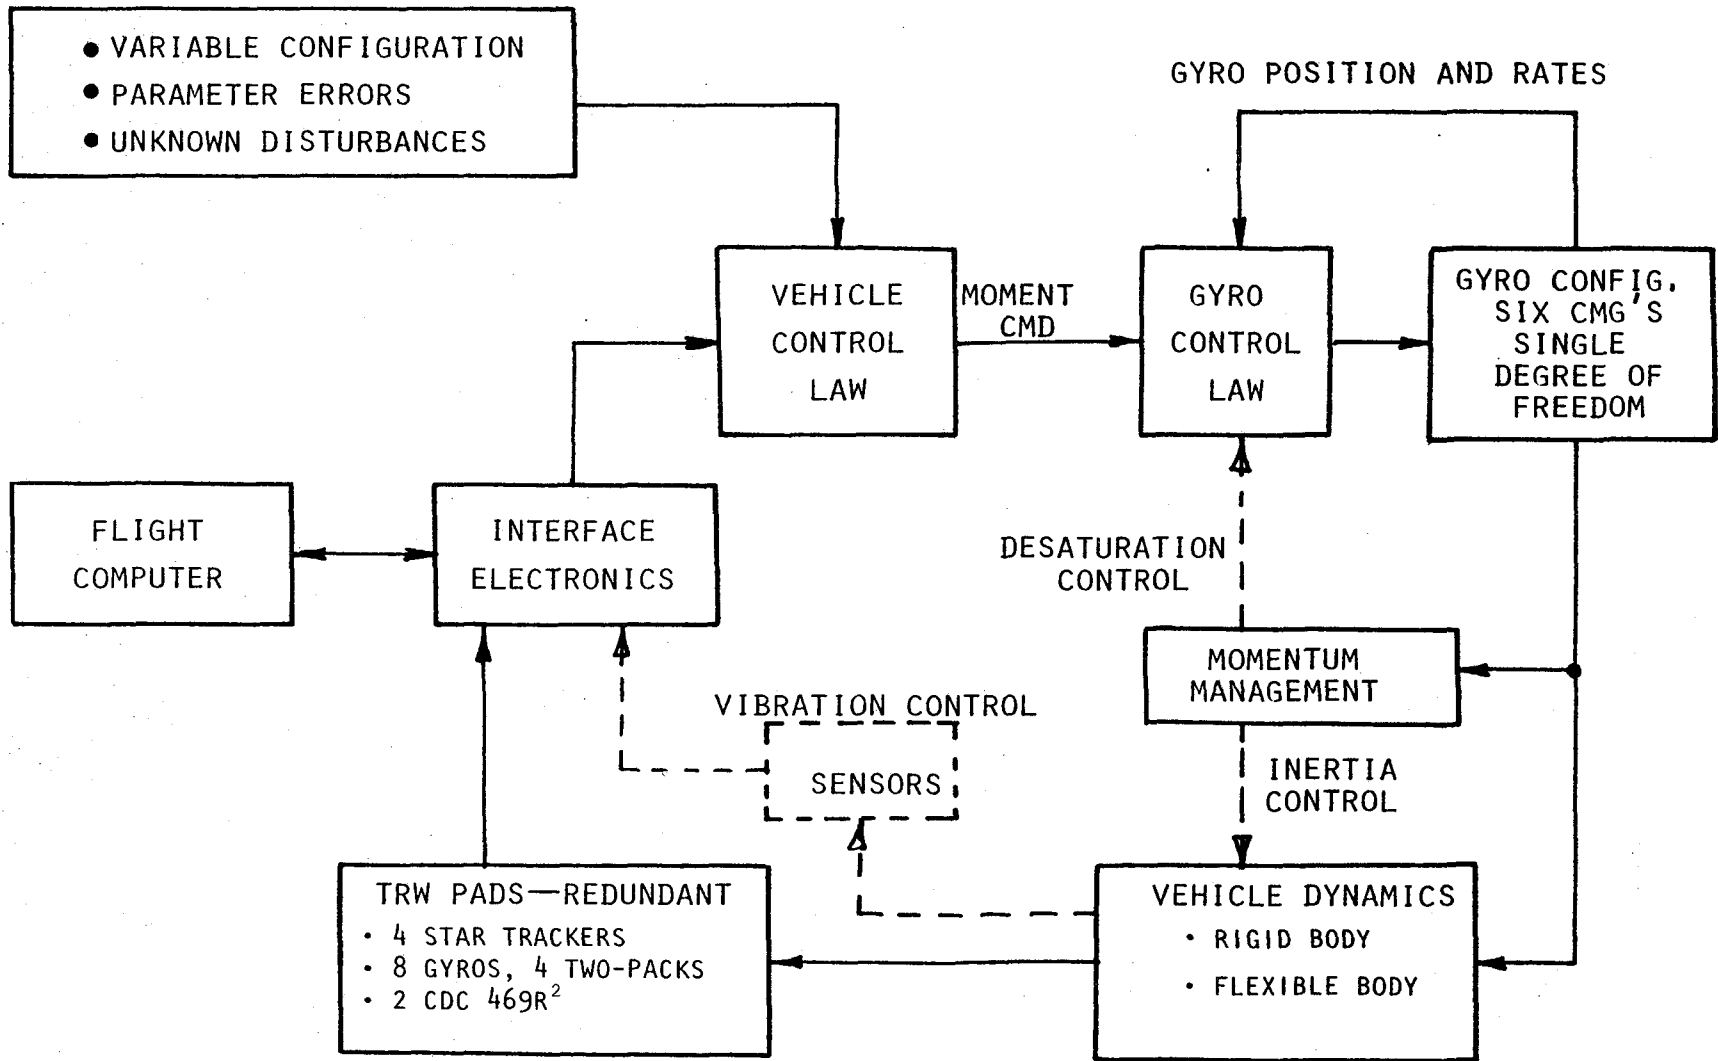 • VARIABLE CONFIGURATION
• PARAMETER ERRORS
• UNKNOWN DISTURBANCES
GYRO POSITION AND RATES
VEHICLE
CONTROL
LAW
MOMENT
CMD
GYRO
CONTROL
LAW
GYRO CONFIG.
SIX CMG'S
SINGLE
DEGREE OF
FREEDOM
FLIGHT
COMPUTER
INTERFACE
ELECTRONICS
DESATURATION
CONTROL
MOMENTUM
MANAGEMENT
VIBRATION CONTROL
SENSORS
INERTIA
CONTROL
TRW PADS—REDUNDANT
• 4 STAR TRACKERS
• 8 GYROS, 4 TWO-PACKS
• 2 CDC 469R²
VEHICLE DYNAMICS
• RIGID BODY
• FLEXIBLE BODY